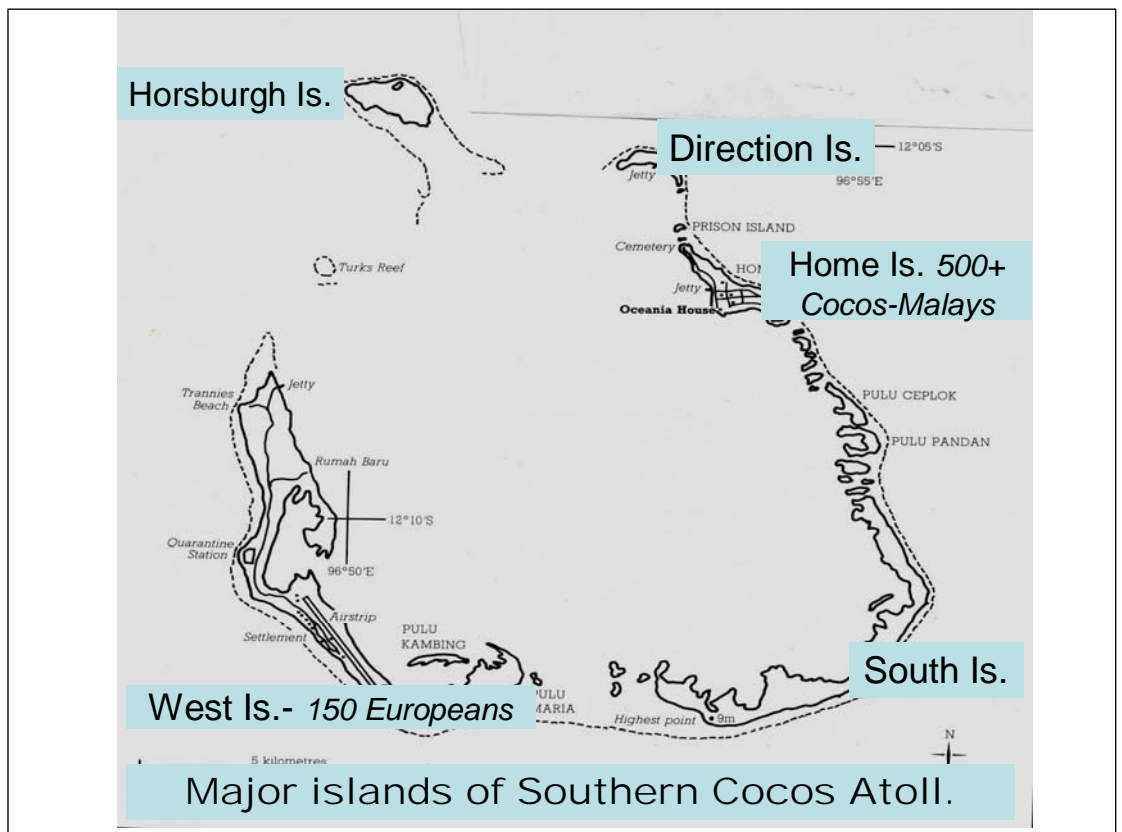 Horsburgh Is.
Direction Is.
12°05'S
Jetty
96°55'E
PRISON ISLAND
Cemetery
Home Is. 500+
Cocos-Malays
Turks Reef
Jetty
Oceania House
Jetty
Trannies
Beach
PULU CEPLOK
PULU PANDAN
Rumah Baru
12°10'S
Quarantine
Station
96°50'E
Airstrip
Settlement
PULU
KAMBING
South Is.
West Is.- 150 Europeans
Highest point
9m
N
5 kilometres
Major islands of Southern Cocos Atoll.